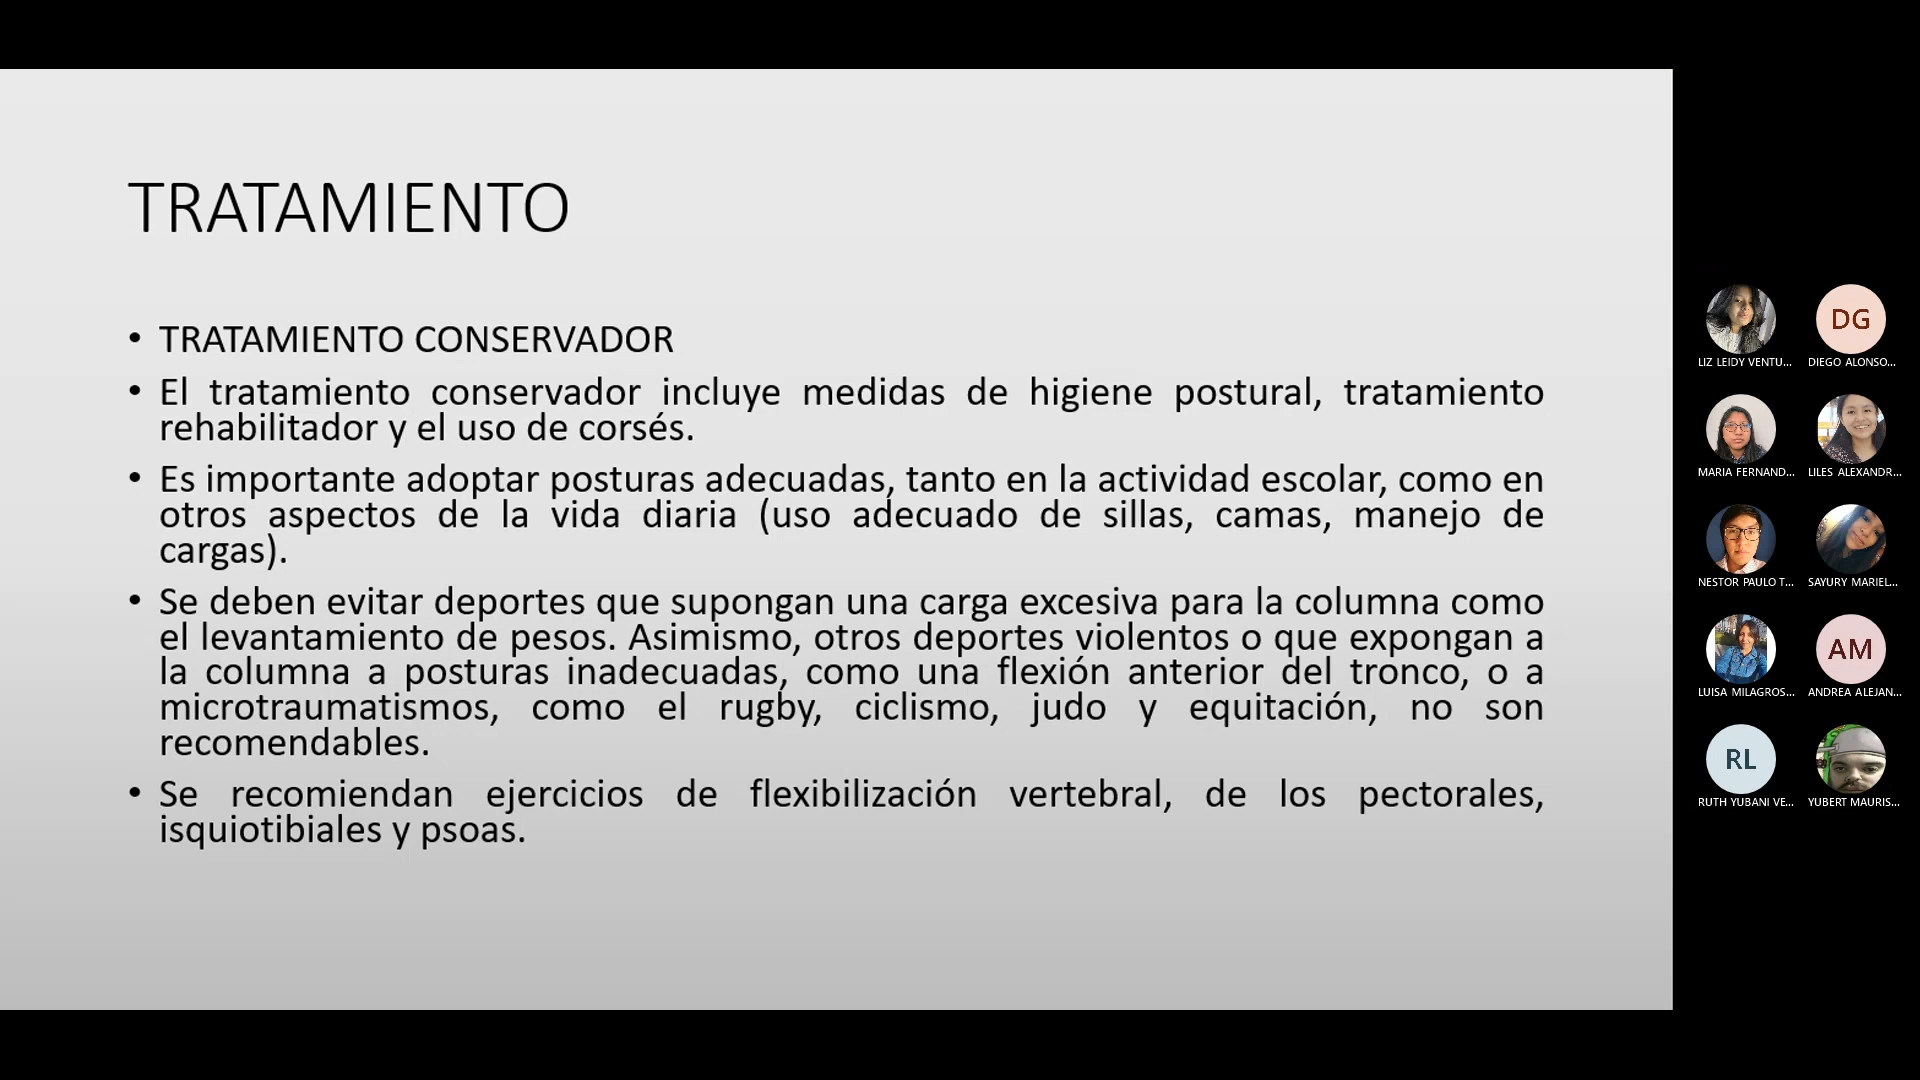 TRATAMIENTO
• TRATAMIENTO CONSERVADOR
• El tratamiento conservador incluye medidas de higiene postural, tratamiento
rehabilitador y el uso de corsés.
• Es importante adoptar posturas adecuadas, tanto en la actividad escolar, como en
otros aspectos de la vida diaria (uso adecuado de sillas, camas, manejo de
cargas).
• Se deben evitar deportes que supongan una carga excesiva para la columna como
el levantamiento de pesos. Asimismo, otros deportes violentos o que expongan a
la columna a posturas inadecuadas, como una flexión anterior del tronco, o a
microtraumatismos, como el rugby, ciclismo, judo y equitación, no son
recomendables.
• Se recomiendan ejercicios de flexibilización vertebral, de los pectorales,
isquiotibiales y psoas.
DG
LIZ LEIDY VENTU... DIEGO ALONSO...
MARIA FERNAND... LILES ALEXANDR...
NESTOR PAULO T... SAYURY MARIEL...
AM
LUISA MILAGROS... ANDREA ALEJAN...
RL
RUTH YUBANI VE... YUBERT MAURIS...